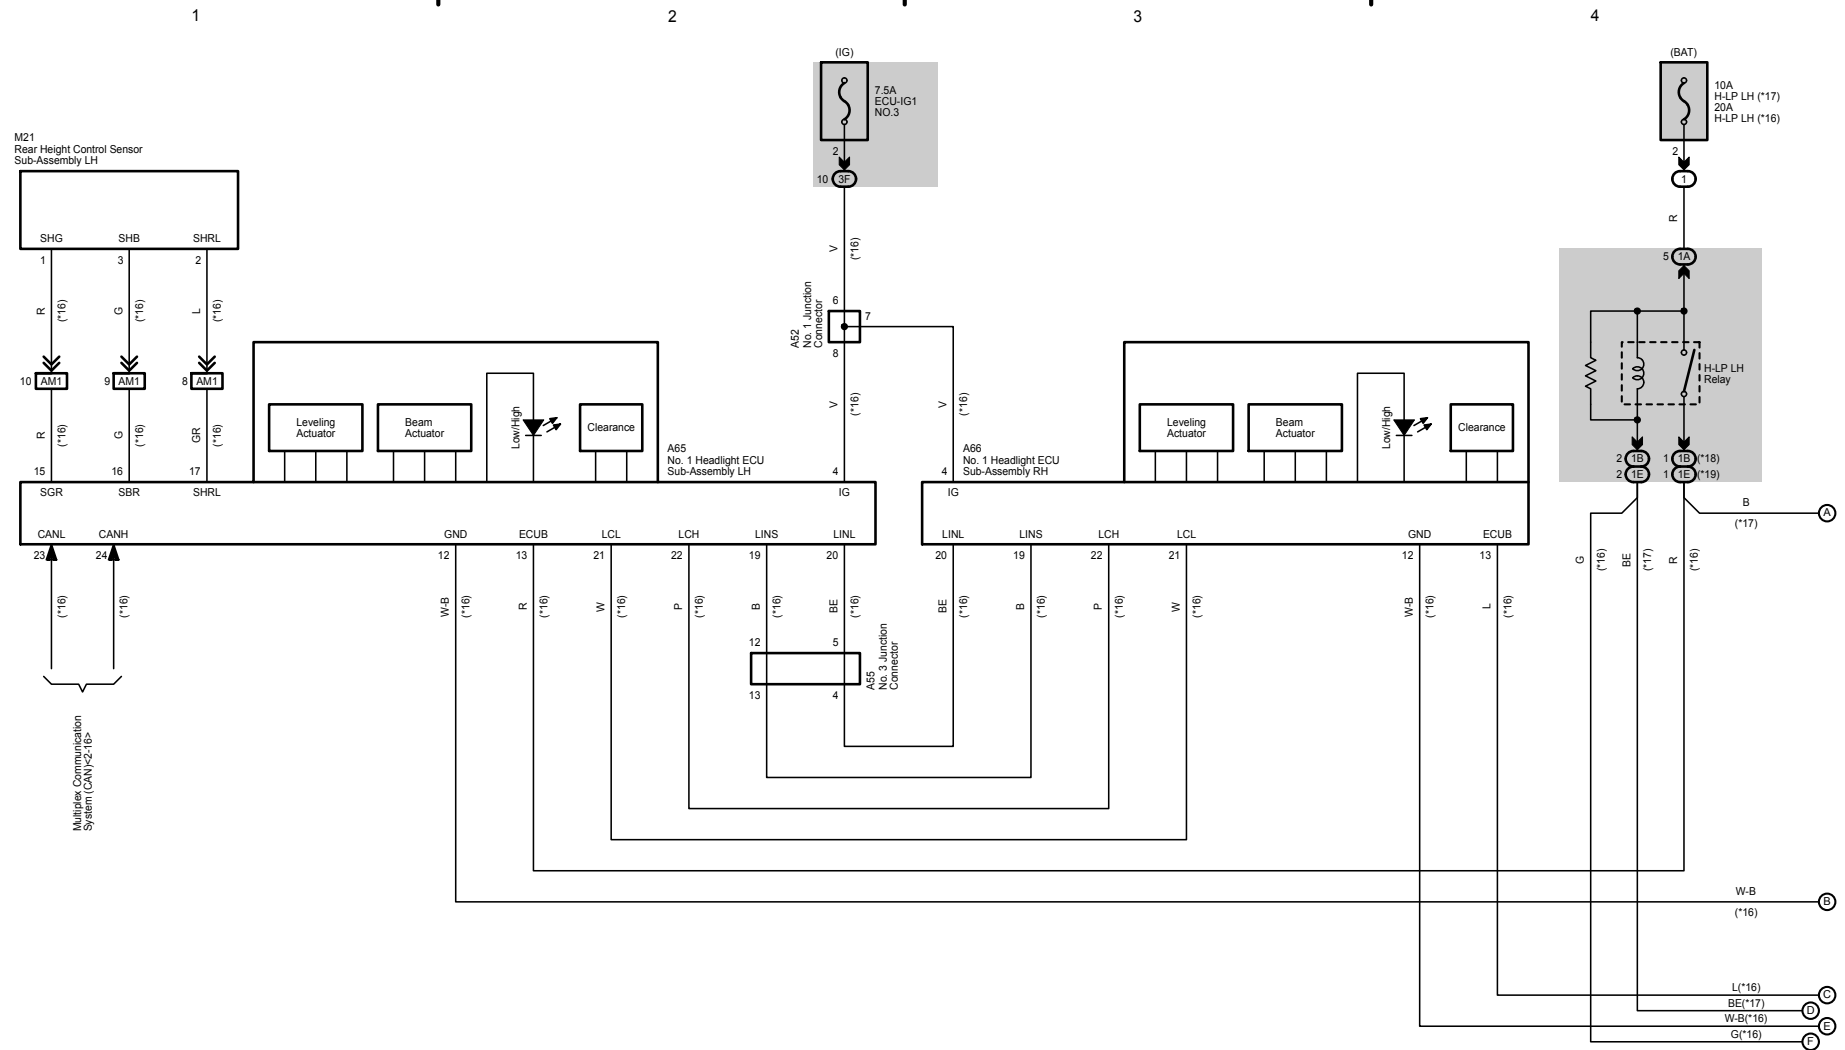 1
2
3
4
(IG)
7.5A
ECU-IG1
NO.3
2
10
3F
(BAT)
10A
H-LP LH (*17)
20A
H-LP LH (*16)
2
1
R
5
1A
H-LP LH
Relay
2
1B
1
1B
(*18)
2
1E
1
1E
(*19)
M21
Rear Height Control Sensor
Sub-Assembly LH
SHG
SHB
SHRL
1
3
2
R
(*16)
G
(*16)
L
(*16)
10
AM1
9
AM1
8
AM1
R
(*16)
G
(*16)
GR
(*16)
15
16
17
V
(*16)
A52
No. 1 Junction
Connector
6
7
8
V
(*16)
V
(*16)
4
4
Leveling
Actuator
Beam
Actuator
Low/High
Clearance
A65
No. 1 Headlight ECU
Sub-Assembly LH
A66
No. 1 Headlight ECU
Sub-Assembly RH
Leveling
Actuator
Beam
Actuator
Low/High
Clearance
SGR
SBR
SHRL
IG
IG
CANL
CANH
GND
ECUB
LCL
LCH
LINS
LINL
LINL
LINS
LCH
LCL
GND
ECUB
23
24
12
13
21
22
19
20
20
19
22
21
12
13
(*16)
(*16)
W-B
(*16)
R
(*16)
W
(*16)
P
(*16)
B
(*16)
BE
(*16)
BE
(*16)
B
(*16)
P
(*16)
W
(*16)
W-B
(*16)
L
(*16)
G
(*16)
BE
(*17)
R
(*16)
B
(*17)
A
12
5
13
4
A55
No. 3 Junction
Connector
Multiplex Communication
System (CAN)<2-16>
W-B
(*16)
B
L(*16)
C
BE(*17)
D
W-B(*16)
E
G(*16)
F